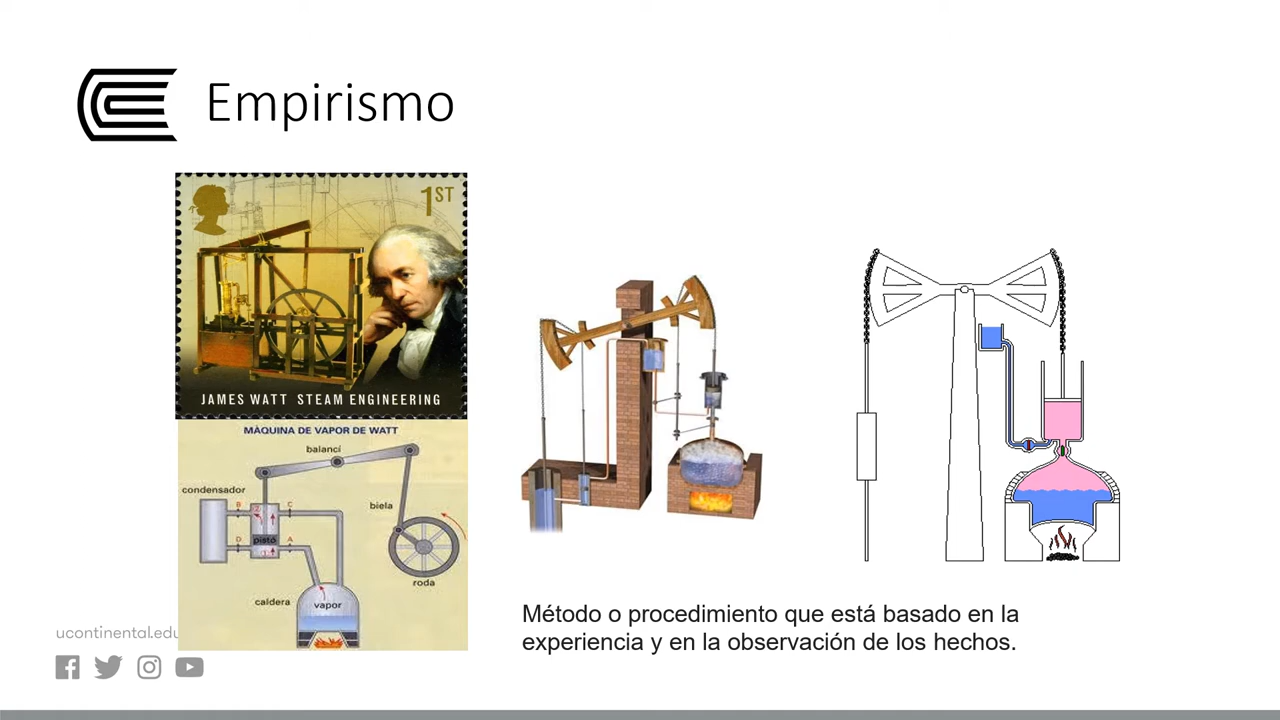 Empirismo
1ST
JAMES WATT STEAM ENGINEERING
MÀQUINA DE VAPOR DE WATT
balancí
condensador
biela
B
C
pistó
D
A
roda
caldera
vapor
Método o procedimiento que está basado en la
experiencia y en la observación de los hechos.
ucontinental.edu